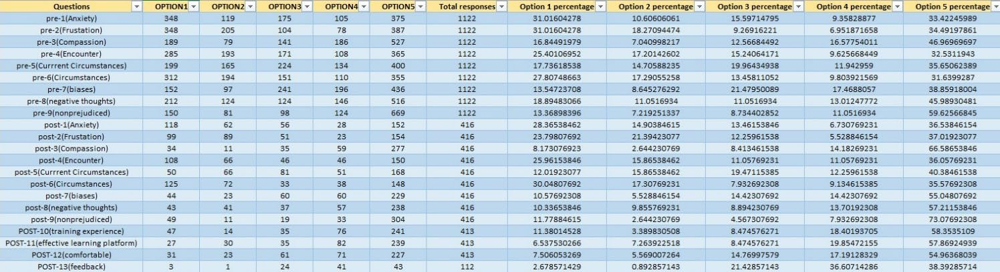 Questions OPTION1 OPTION2 OPTION3 OPTION4 OPTION5 Total responses Option 1 percentage Option 2 percentage Option 3 percentage Option 4 percentage Option 5 percentage
pre-1(Anxiety) 348 119 175 105 375 1122 31.01604278 10.60606061 15.59714795 9.35828877 33.42245989
pre-2(Frustation) 348 205 104 78 387 1122 31.01604278 18.27094474 9.26916221 6.951871658 34.49197861
pre-3(Compassion) 189 79 141 186 527 1122 16.84491979 7.040998217 12.56684492 16.57754011 46.96969697
pre-4(Encounter) 285 193 171 108 365 1122 25.40106952 17.20142602 15.24064171 9.625668449 32.5311943
pre-5(Currrent Circumstances) 199 165 224 134 400 1122 17.73618538 14.70588235 19.96434938 11.942959 35.65062389
pre-6(Circumstances) 312 194 151 110 355 1122 27.80748663 17.29055258 13.45811052 9.803921569 31.6399287
pre-7(biases) 152 97 241 196 436 1122 13.54723708 8.645276292 21.47950089 17.4688057 38.85918004
pre-8(negative thoughts) 212 124 124 146 516 1122 18.89483066 11.0516934 11.0516934 13.01247772 45.98930481
pre-9(nonprejudiced) 150 81 98 124 669 1122 13.36898396 7.219251337 8.734402852 11.0516934 59.62566845
post-1(Anxiety) 118 62 56 28 152 416 28.36538462 14.90384615 13.46153846 6.730769231 36.53846154
post-2(Frustation) 99 89 51 23 154 416 23.79807692 21.39423077 12.25961538 5.528846154 37.01923077
post-3(Compassion) 34 11 35 59 277 416 8.173076923 2.644230769 8.413461538 14.18269231 66.58653846
post-4(Encounter) 108 66 46 46 150 416 25.96153846 15.86538462 11.05769231 11.05769231 36.05769231
post-5(Currrent Circumstances) 50 66 81 51 168 416 12.01923077 15.86538462 19.47115385 12.25961538 40.38461538
post-6(Circumstances) 125 72 33 38 148 416 30.04807692 17.30769231 7.932692308 9.134615385 35.57692308
post-7(biases) 44 23 60 60 229 416 10.57692308 5.528846154 14.42307692 14.42307692 55.04807692
post-8(negative thoughts) 43 41 37 57 238 416 10.33653846 9.855769231 8.894230769 13.70192308 57.21153846
post-9(nonprejudiced) 49 11 19 33 304 416 11.77884615 2.644230769 4.567307692 7.932692308 73.07692308
POST-10(training experience) 47 14 35 76 241 413 11.38014528 3.389830508 8.474576271 18.40193705 58.3535109
POST-11(effective learning platform) 27 30 35 82 239 413 6.537530266 7.263922518 8.474576271 19.85472155 57.86924939
POST-12(comfortable) 31 23 61 71 227 413 7.506053269 5.569007264 14.76997579 17.19128329 54.96368039
POST-13(feedback) 3 1 24 41 43 112 2.678571429 0.892857143 21.42857143 36.60714286 38.39285714